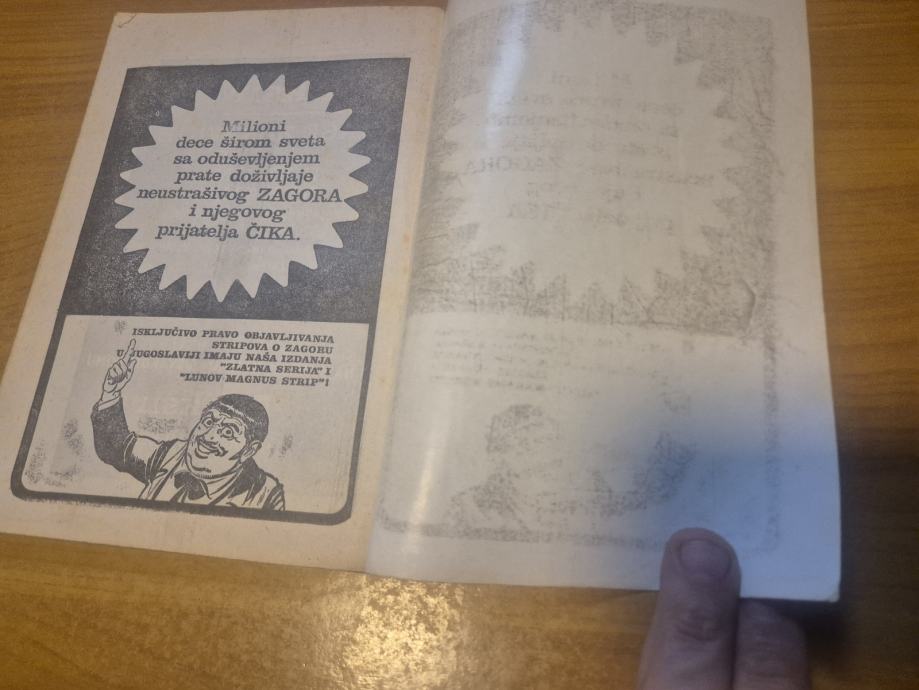 Milioni
dece širom sveta
sa oduševljenjem
prate doživljaje
neustrašivog ZAGORA
i njegovog
prijatelja ČIKA.
ISKLJUČIVO PRAVO OBJAVLJIVANJA
STRIPOVA O ZAGORU
U JUGOSLAVIJI IMAJU NAŠA IZDANJA
"ZLATNA SERIJA" I
"LUNOV MAGNUS STRIP"!